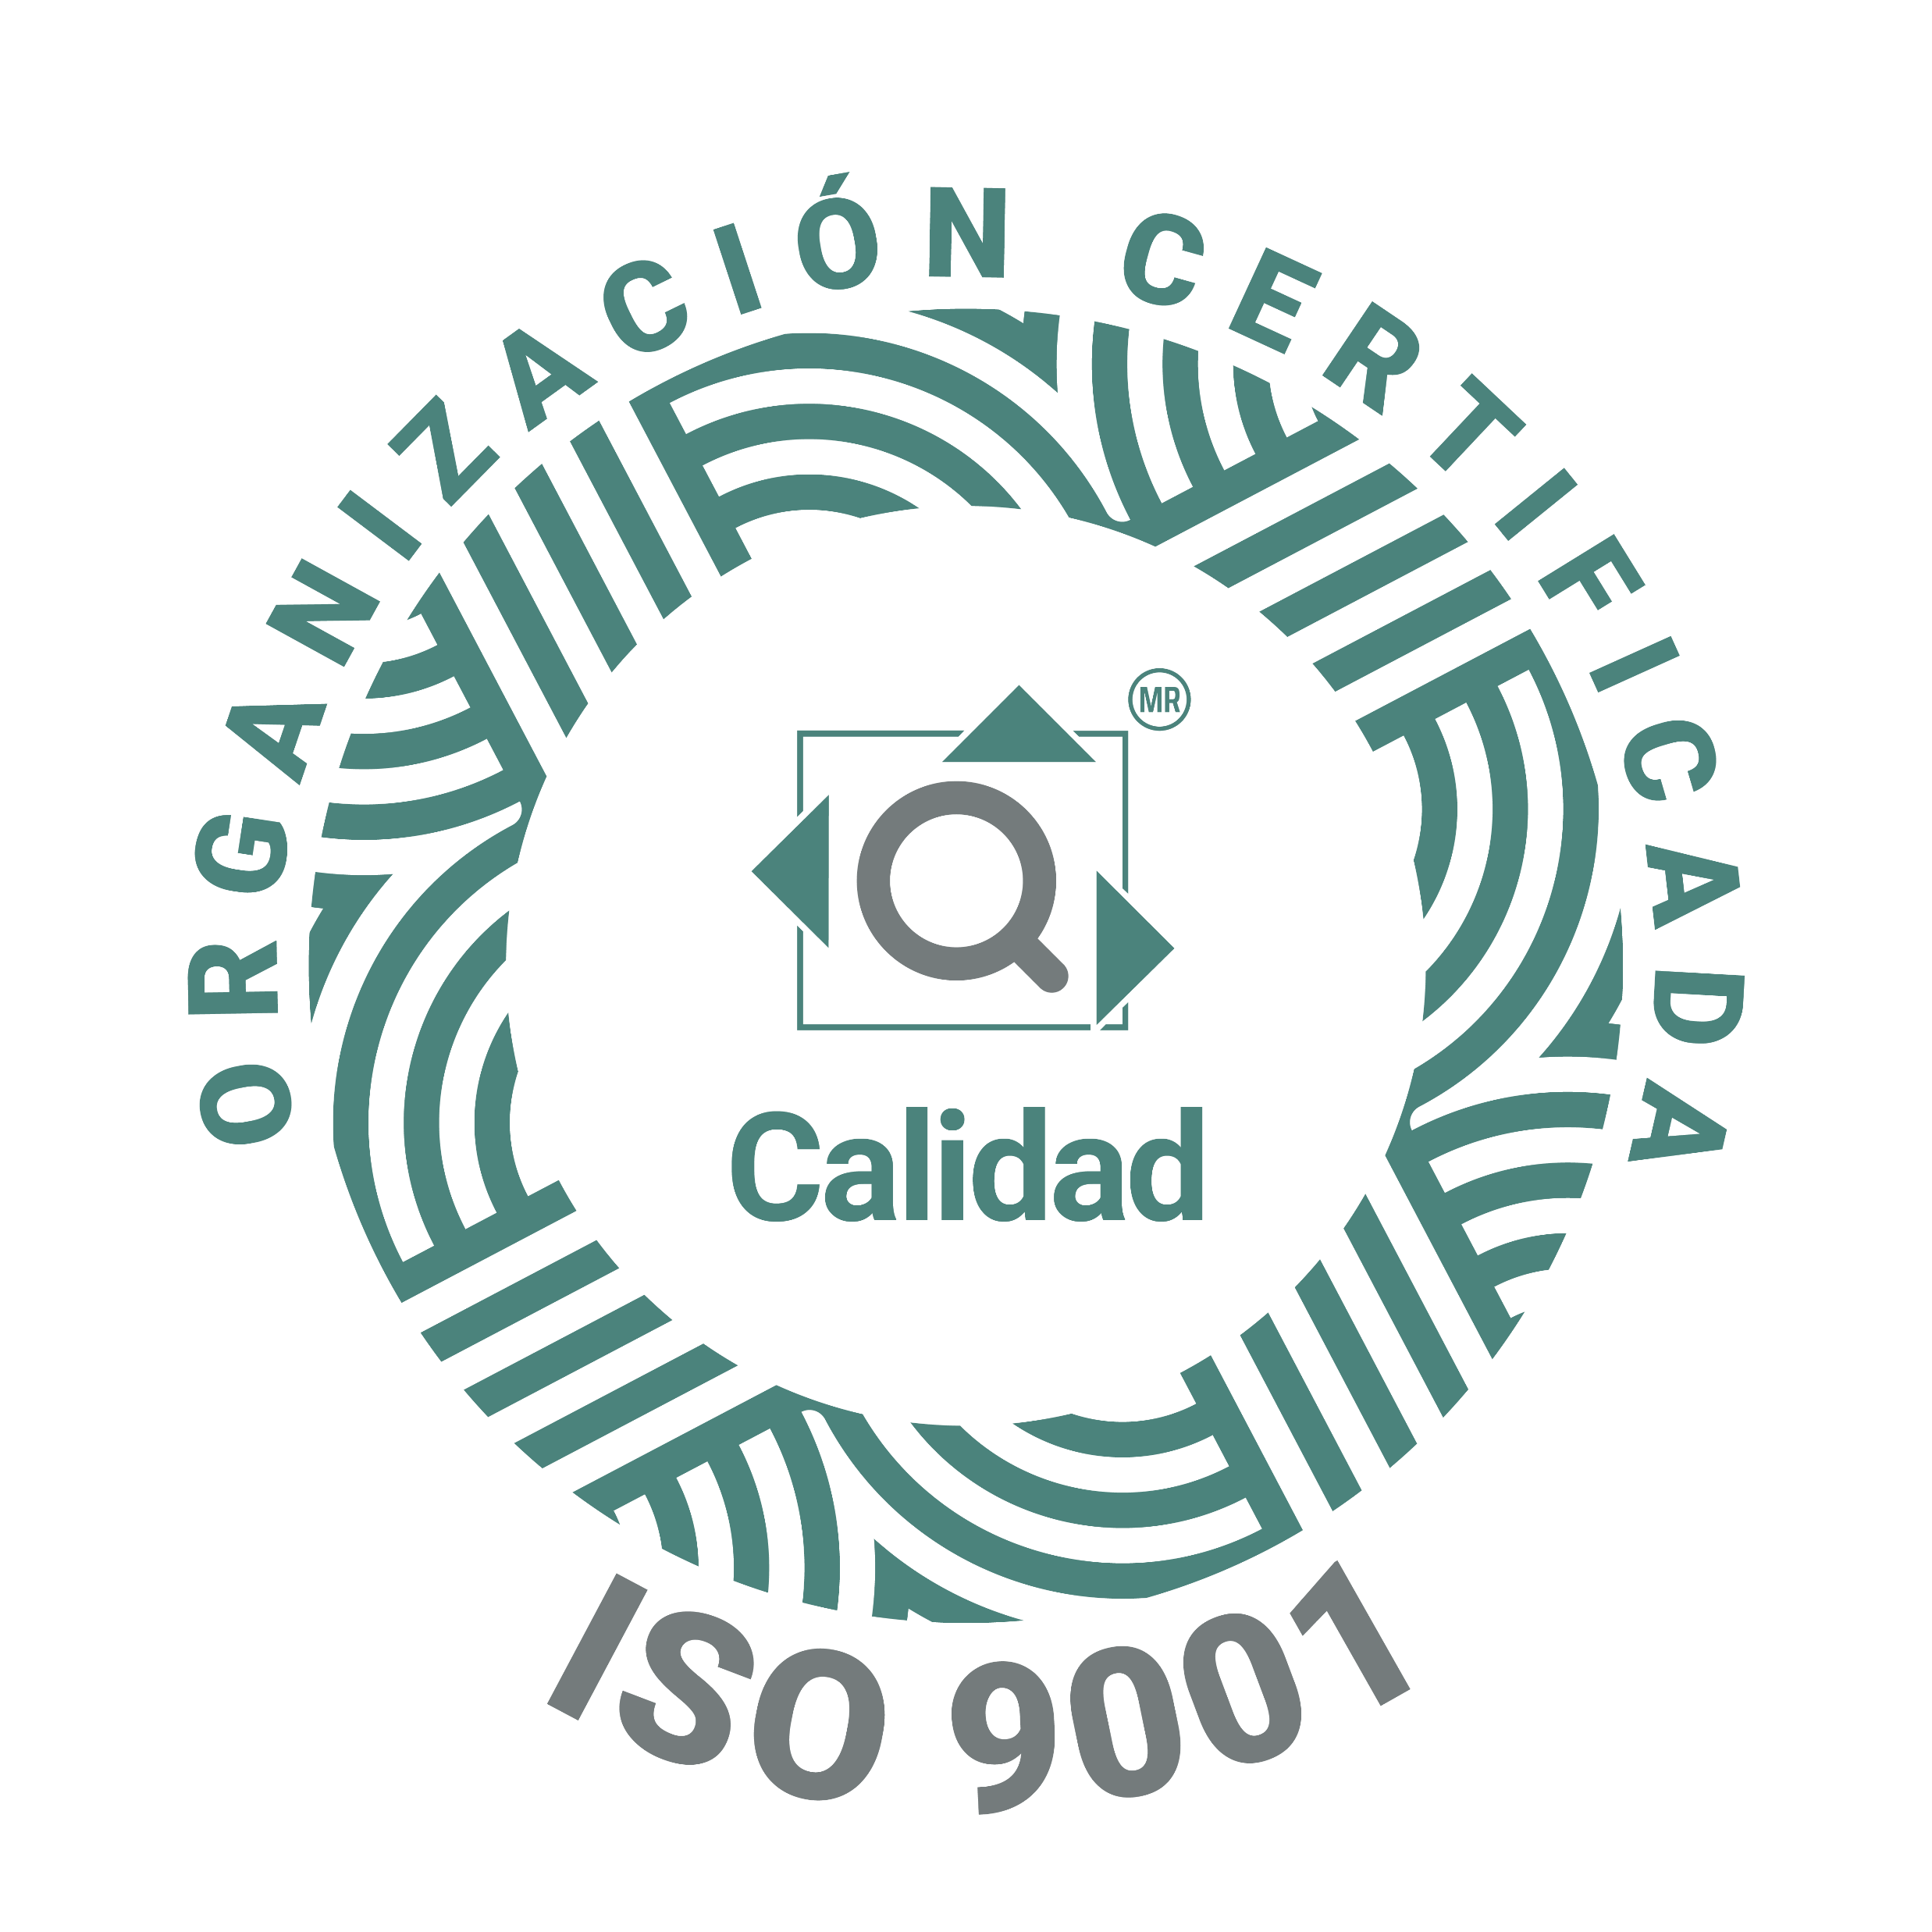 ORGANIZACIÓN CERTIFICADA
MR
Calidad
ISO 9001